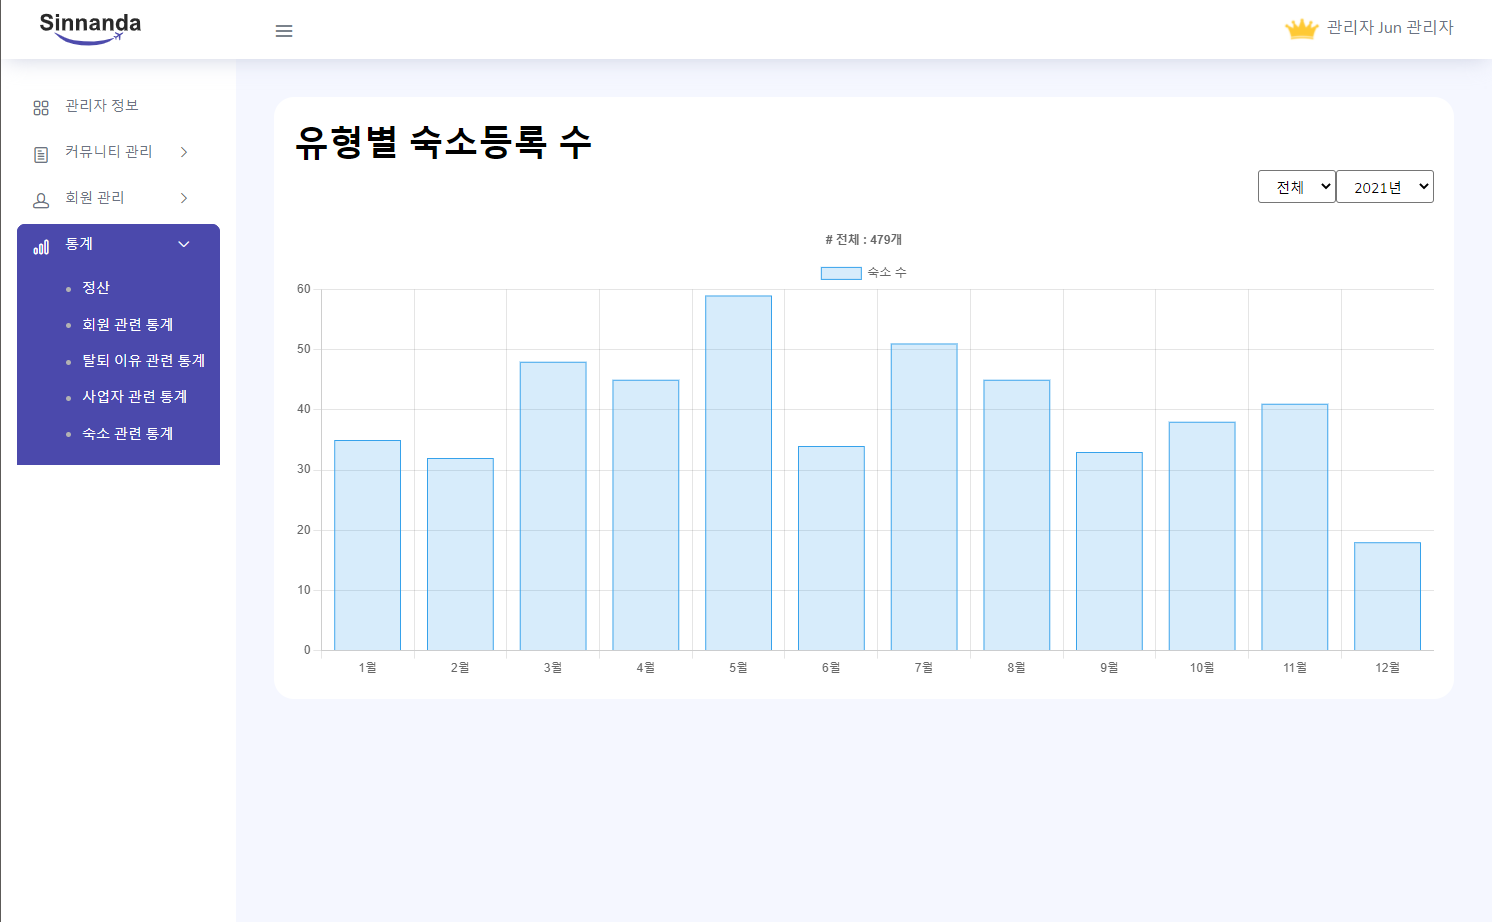 Sinnanda
관리자 Jun 관리자
관리자 정보
커뮤니티 관리
회원 관리
통계
정산
회원 관련 통계
탈퇴 이유 관련 통계
사업자 관련 통계
숙소 관련 통계
유형별 숙소등록 수
전체 2021년
# 전체 : 479개
숙소 수
60
50
40
30
20
10
0
1월 2월 3월 4월 5월 6월 7월 8월 9월 10월 11월 12월